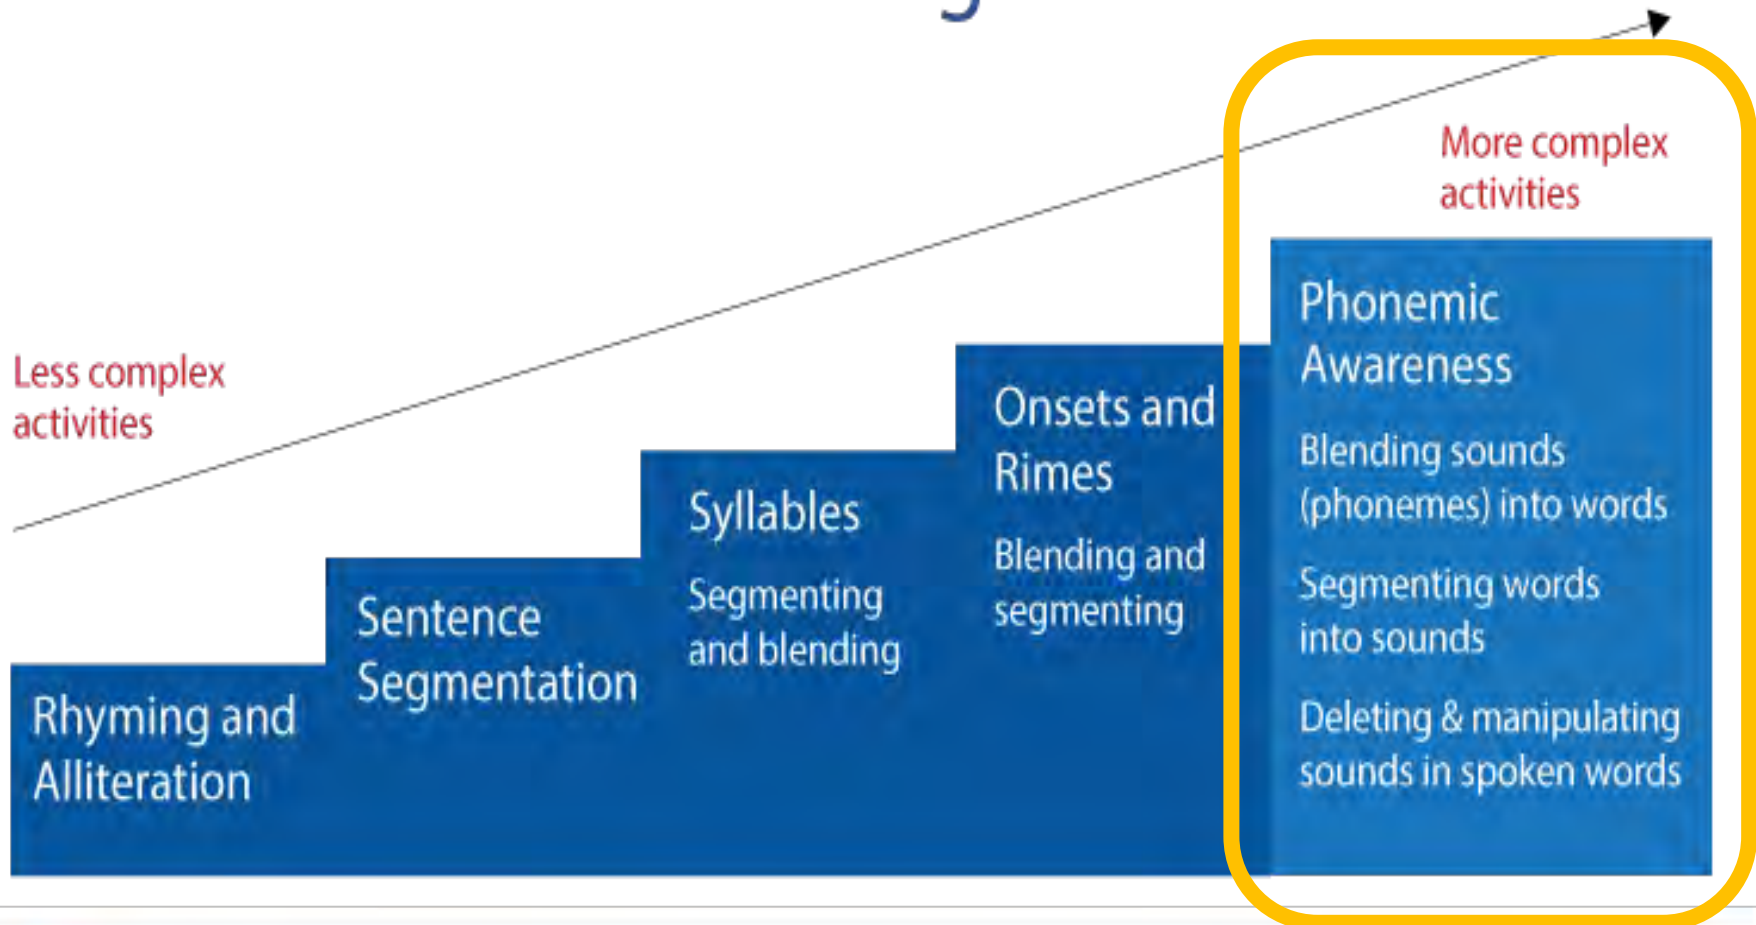 Less complex
activities
More complex
activities
Rhyming and
Alliteration
Sentence
Segmentation
Syllables
Segmenting
and blending
Onsets and
Rimes
Blending and
segmenting
Phonemic
Awareness
Blending sounds
(phonemes) into words
Segmenting words
into sounds
Deleting & manipulating
sounds in spoken words